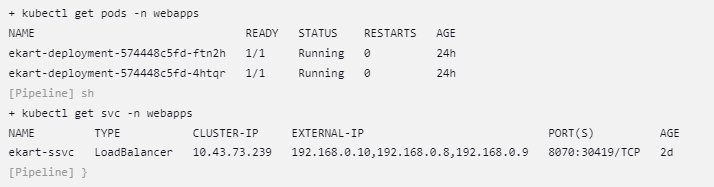 + kubectl get pods -n webapps
NAME READY STATUS RESTARTS AGE
ekart-deployment-574448c5fd-ftn2h 1/1 Running 0 24h
ekart-deployment-574448c5fd-4htqr 1/1 Running 0 24h
[Pipeline] sh
+ kubectl get svc -n webapps
NAME TYPE CLUSTER-IP EXTERNAL-IP PORT(S) AGE
ekart-ssvc LoadBalancer 10.43.73.239 192.168.0.10,192.168.0.8,192.168.0.9 8070:30419/TCP 2d
[Pipeline] }